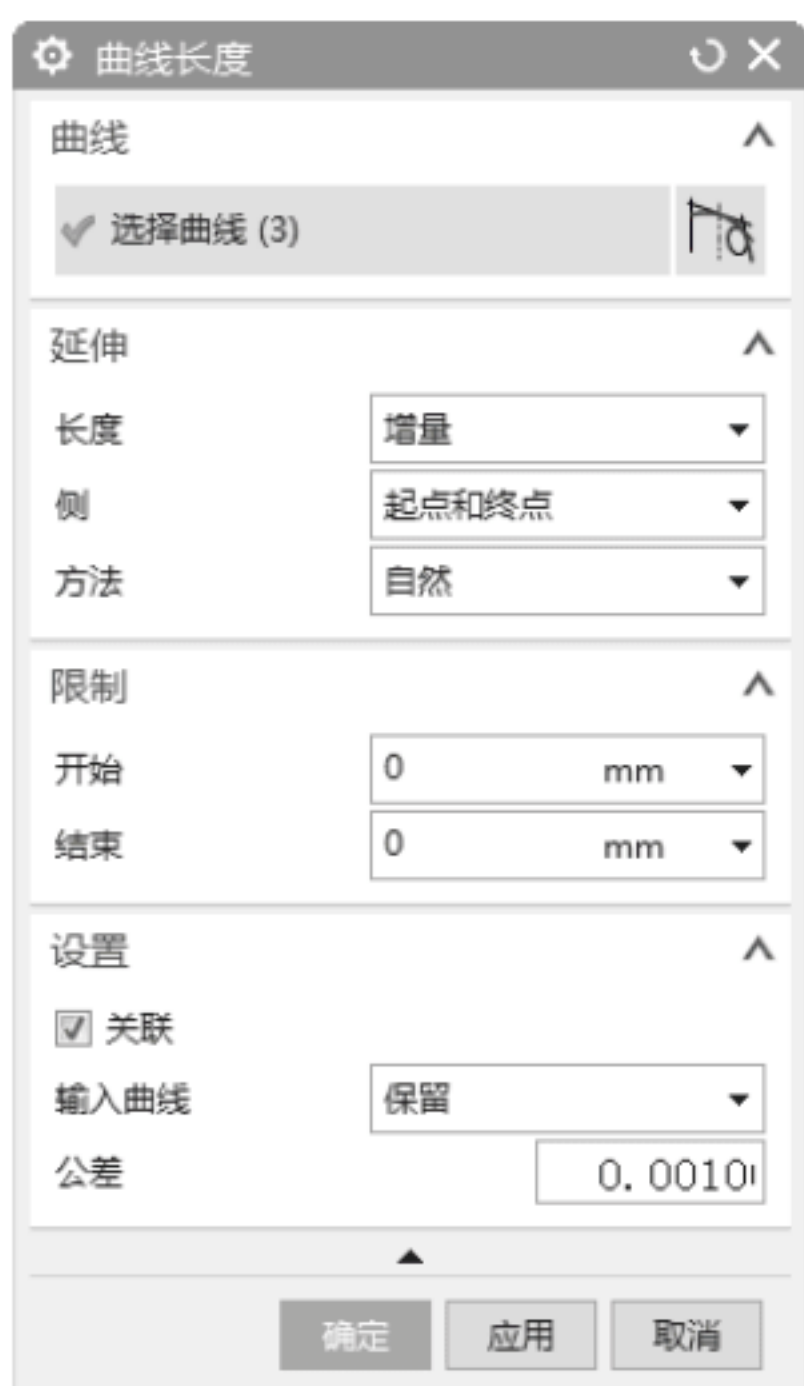 曲线长度
曲线
选择曲线 (3)
延伸
长度 增量
侧 起点和终点
方法 自然
限制
开始 0 mm
结束 0 mm
设置
关联
输入曲线 保留
公差 0.0010
确定 应用 取消